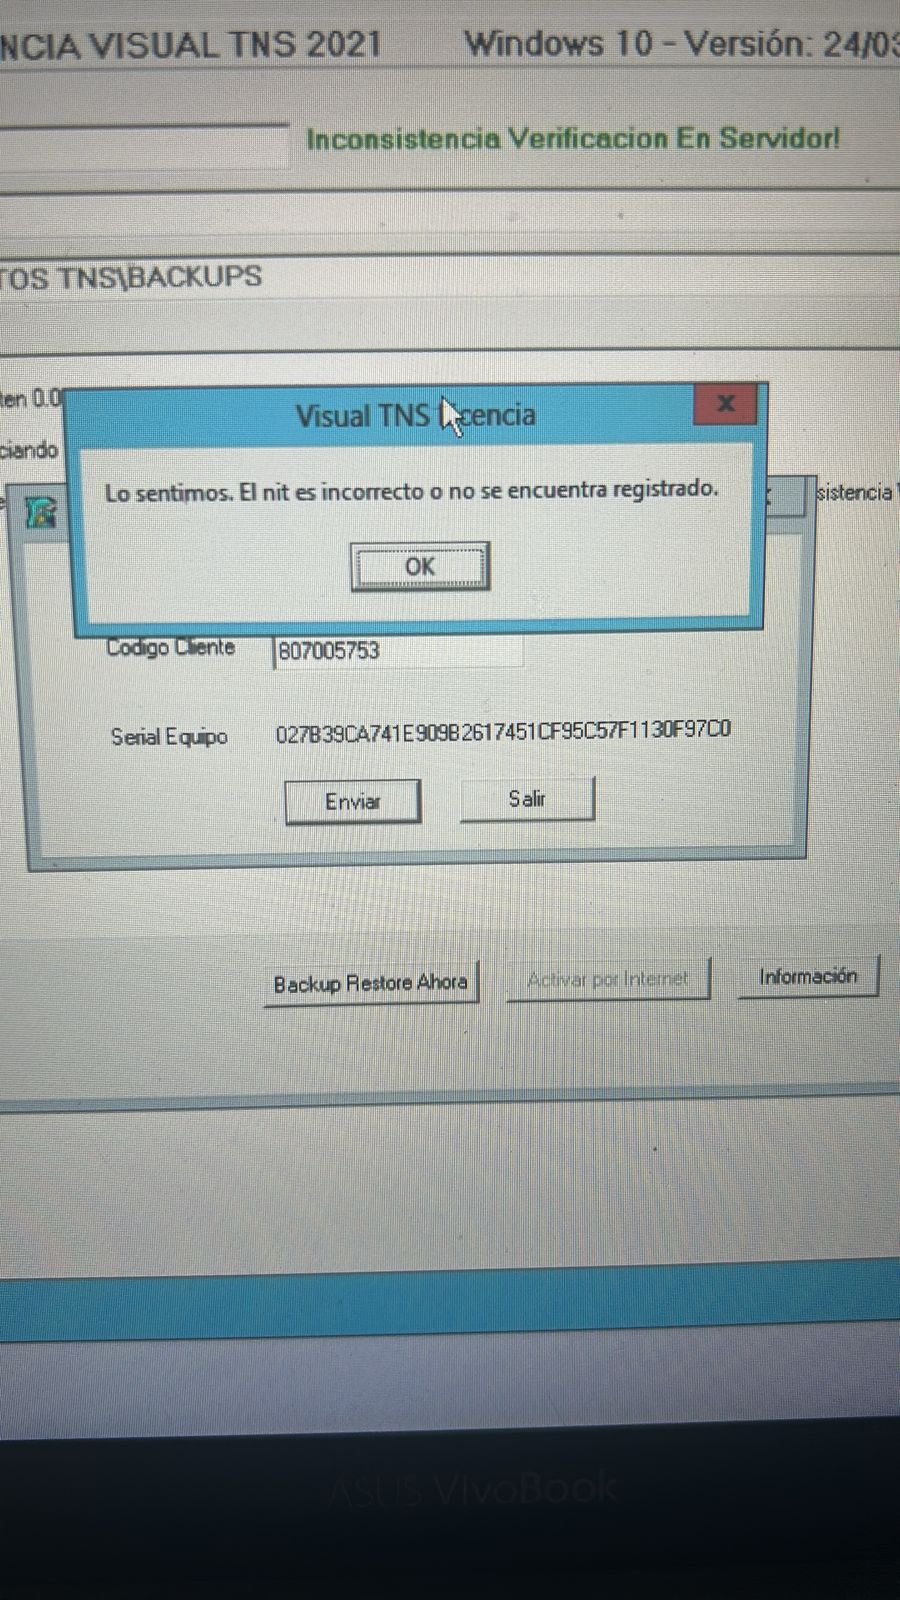 NCIA VISUAL TNS 2021 Windows 10 - Versión: 24/03
Inconsistencia Verificacion En Servidor!
TOS TNS\BACKUPS
ten 0.0
Visual TNS Licencia
x
ciando
Lo sentimos. El nit es incorrecto o no se encuentra registrado.
sistencia
OK
Codigo Cliente 807005753
Serial Equipo 027B39CA741E909B2617451CF95C57F1130F97C0
Enviar Salir
Backup Restore Ahora Activar por Internet Información
ASUS VivoBook